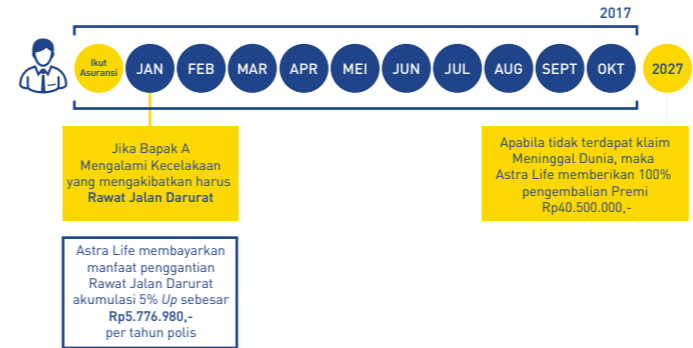 2017
Ikut
Asuransi
JAN
FEB
MAR
APR
MEI
JUN
JUL
AUG
SEPT
OKT
2027
Jika Bapak A
Mengalami Kecelakaan
yang mengakibatkan harus
Rawat Jalan Darurat
Astra Life membayarkan
manfaat penggantian
Rawat Jalan Darurat
akumulasi 5% Up sebesar
Rp5.776.980,-
per tahun polis
Apabila tidak terdapat klaim
Meninggal Dunia, maka
Astra Life memberikan 100%
pengembalian Premi
Rp40.500.000,-